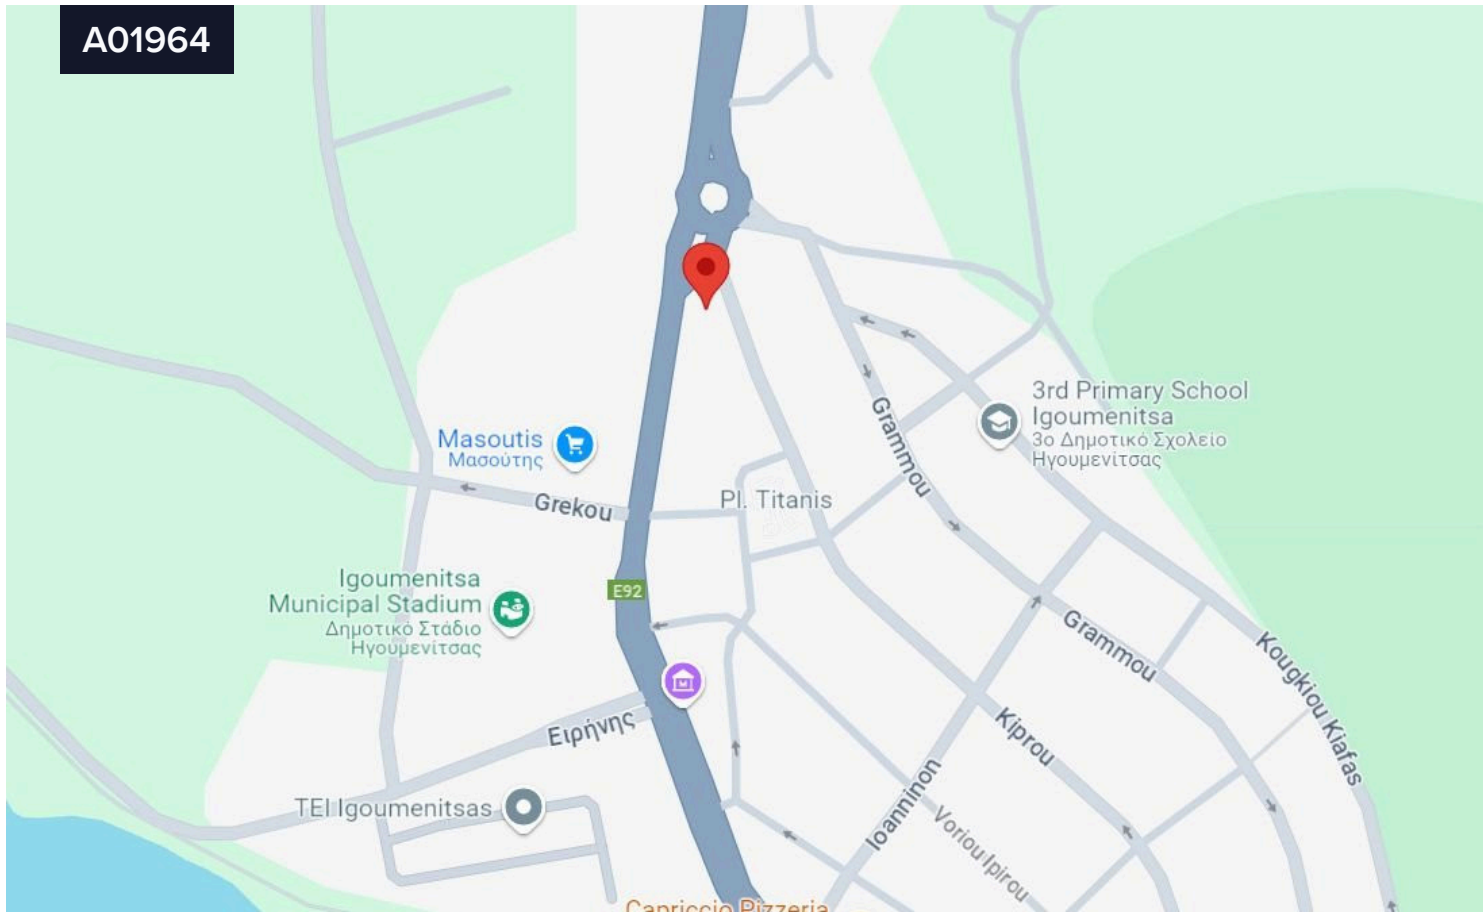 A01964
3rd Primary School
Igoumenitsa
3ο Δημοτικό Σχολείο
Ηγουμενίτσας
Grammou
Masoutis
Μασούτης
Grekou
Pl. Titanis
Igoumenitsa
Municipal Stadium
Δημοτικό Στάδιο
Ηγουμενίτσας
E92
Grammou
Kougkiou Kiafas
Ειρήνης
Kiprou
Ioanninon
TEI Igoumenitsas
Voriou Ipirou
Capriccio Pizzeria